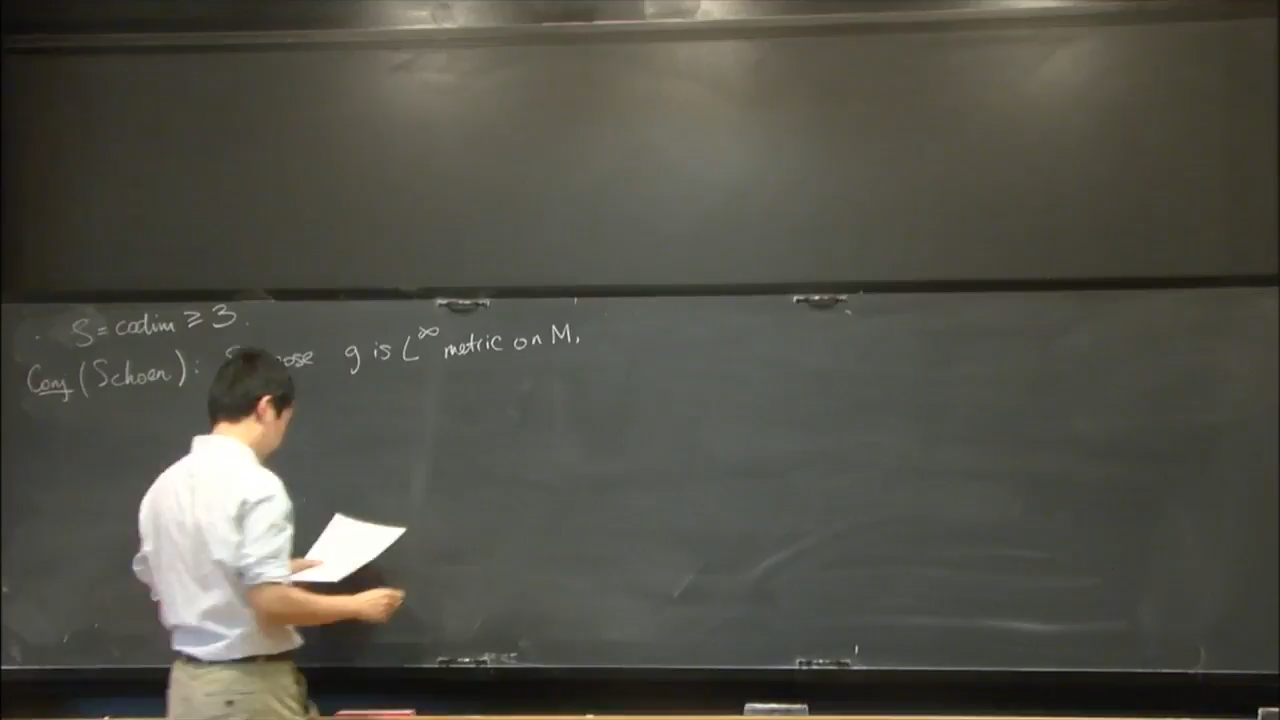 S = codim ≥ 3.
Conj (Schoen): Suppose g is L^∞ metric on M,